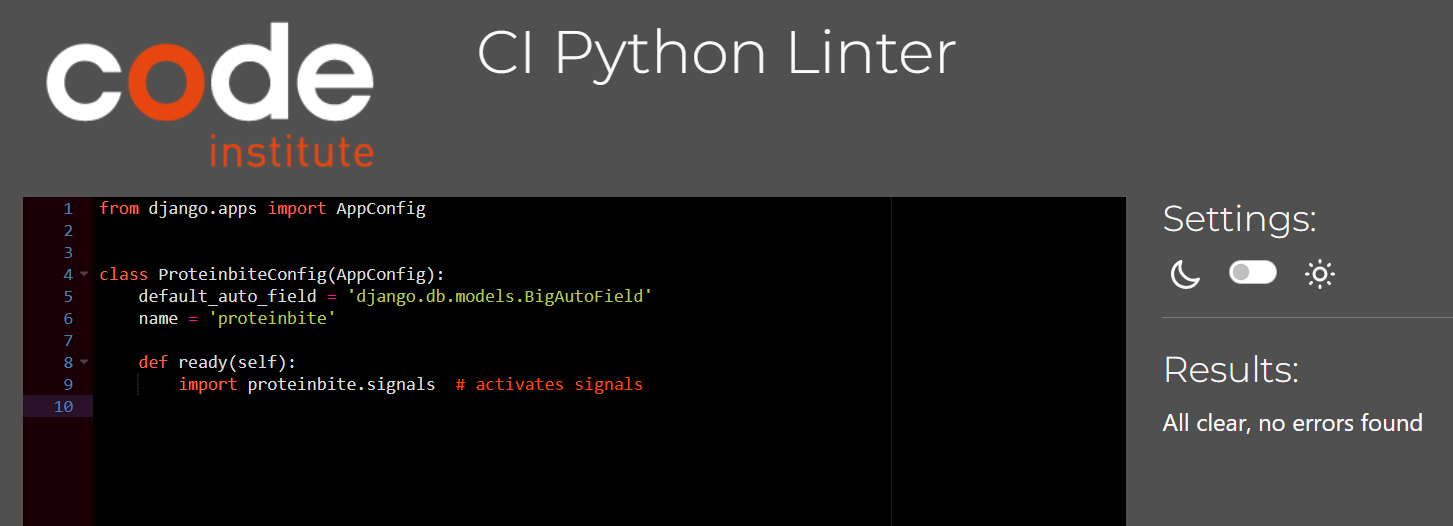 code
institute
CI Python Linter
1 from django.apps import AppConfig
2
3
4 class ProteinbiteConfig(AppConfig):
5     default_auto_field = 'django.db.models.BigAutoField'
6     name = 'proteinbite'
7
8     def ready(self):
9         import proteinbite.signals  # activates signals
10
Settings:
Results:
All clear, no errors found